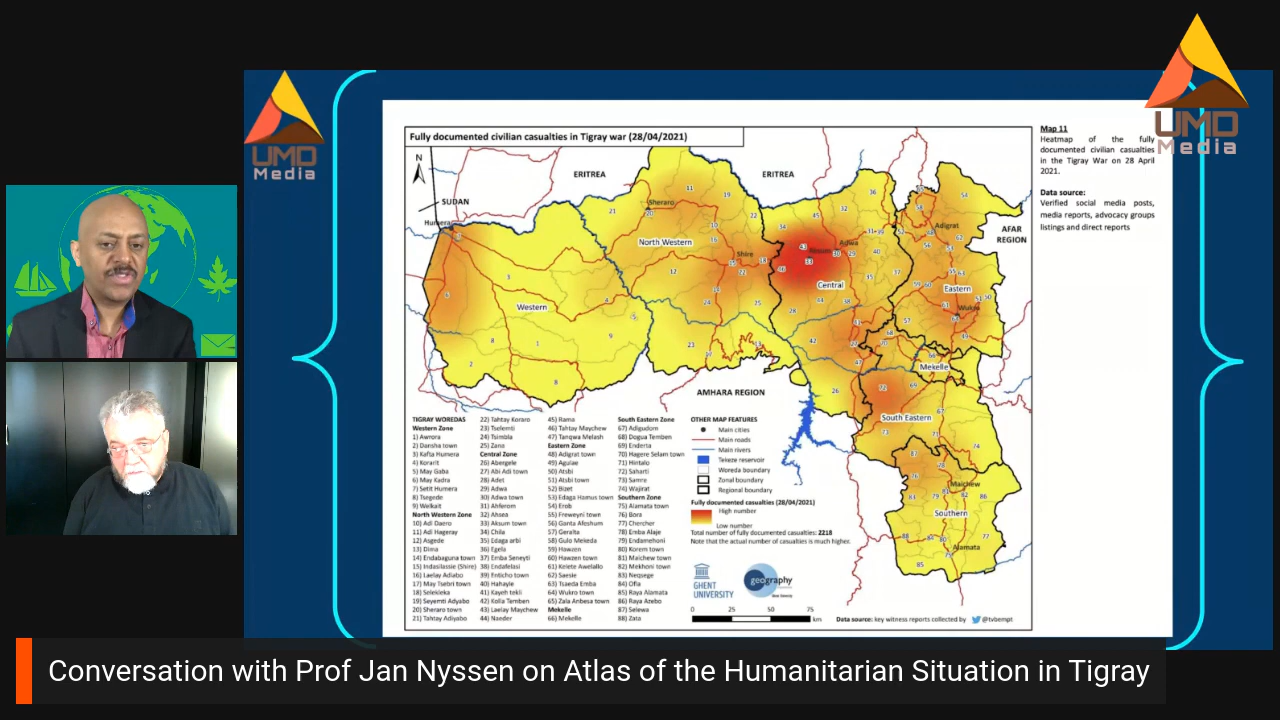 UMD
Media
UMD
Media
Fully documented civilian casualties in Tigray war (28/04/2021)
Map 11
Heatmap of the fully
documented civilian casualties
in the Tigray War on 28 April
2021.
Data source:
Verified social media posts,
media reports, advocacy groups
listings and direct reports
N
ERITREA
ERITREA
SUDAN
Humera
Sheraro
Adigrat
AFAR
REGION
North Western
Shire
Adwa
Central
Eastern
Wukro
Western
Mekelle
AMHARA REGION
South Eastern
Maichew
Southern
Alamata
TIGRAY WOREDAS
Western Zone
1) Awrora
2) Dansha town
3) Kafta Humera
4) Korarit
5) May Gaba
6) May Kadra
7) Setit Humera
8) Tsegede
9) Welkait
North Western Zone
10) Adi Daero
11) Adi Hageray
12) Asgede
13) Dima
14) Endabaguna town
15) Indasilassie (Shire)
16) Laelay Adiabo
17) May Tsebri town
18) Selekleka
19) Seyemti Adyabo
20) Sheraro town
21) Tahtay Adiyabo
22) Tahtay Koraro
23) Tselemti
24) Tsimbla
25) Zana
Central Zone
26) Abergele
27) Abi Adi town
28) Adet
29) Adwa
30) Adwa town
31) Ahferom
32) Ahsea
33) Aksum town
34) Chila
35) Edaga arbi
36) Egela
37) Emba Seneyti
38) Endafelasi
39) Enticho town
40) Hahayle
41) Kayeh tekli
42) Kolla Temben
43) Laelay Maychew
44) Naeder
45) Rama
46) Tahtay Maychew
47) Tanqwa Melash
Eastern Zone
48) Adigrat town
49) Agulae
50) Atsbi
51) Atsbi town
52) Bizet
53) Edaga Hamus town
54) Erob
55) Freweyni town
56) Ganta Afeshum
57) Geralta
58) Gulo Mekeda
59) Hawzen
60) Hawzen town
61) Kelete Awelallo
62) Saesie
63) Tsaeda Emba
64) Wukro town
65) Zala Anbesa town
Mekelle
66) Mekelle
South Eastern Zone
67) Adigudom
68) Dogua Temben
69) Enderta
70) Hagere Selam town
71) Hintalo
72) Saharti
73) Samre
74) Wajirat
Southern Zone
75) Alamata town
76) Bora
77) Chercher
78) Emba Alaje
79) Endamehoni
80) Korem town
81) Maichew town
82) Mekhoni town
83) Neqsege
84) Ofla
85) Raya Alamata
86) Raya Azebo
87) Selewa
88) Zata
OTHER MAP FEATURES
Main cities
Main roads
Main rivers
Tekeze reservoir
Woreda boundary
Zonal boundary
Regional boundary
Fully documented casualties (28/04/2021)
High number
Low number
Total number of fully documented casualties: 2218
Note that the actual number of casualties is much higher.
GHENT
UNIVERSITY
geography
0 25 50 75
km
Data source: key witness reports collected by @tvbempt
Conversation with Prof Jan Nyssen on Atlas of the Humanitarian Situation in Tigray